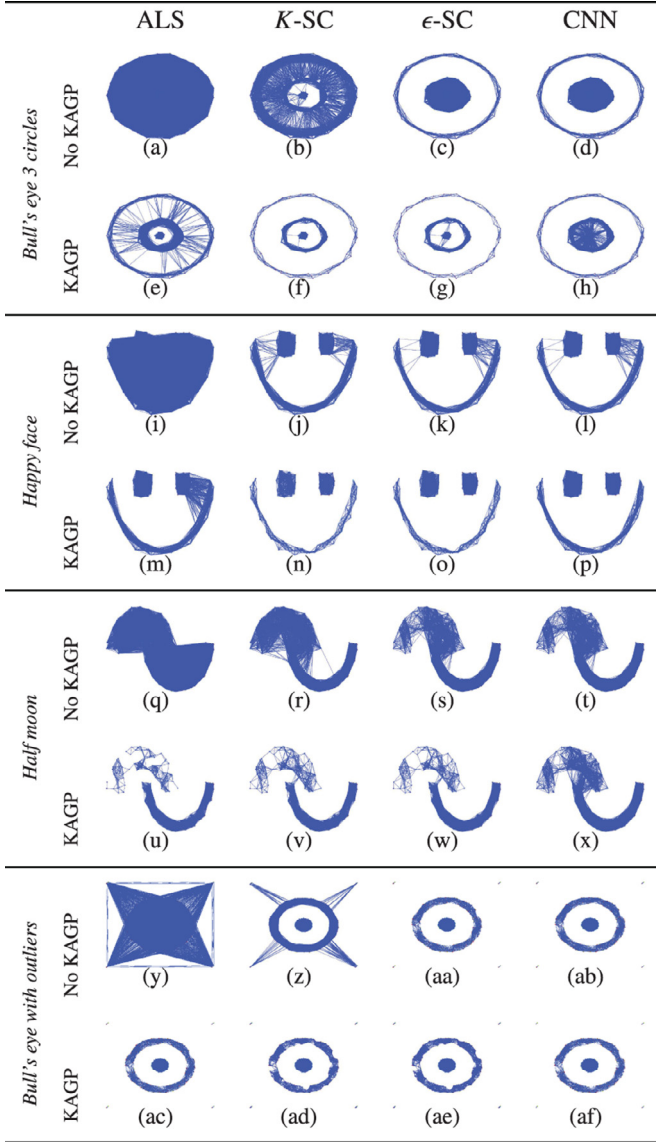 ALS K-SC ϵ-SC CNN
Bull's eye 3 circles
No KAGP
(a) (b) (c) (d)
KAGP
(e) (f) (g) (h)
Happy face
No KAGP
(i) (j) (k) (l)
KAGP
(m) (n) (o) (p)
Half moon
No KAGP
(q) (r) (s) (t)
KAGP
(u) (v) (w) (x)
Bull's eye with outliers
No KAGP
(y) (z) (aa) (ab)
KAGP
(ac) (ad) (ae) (af)